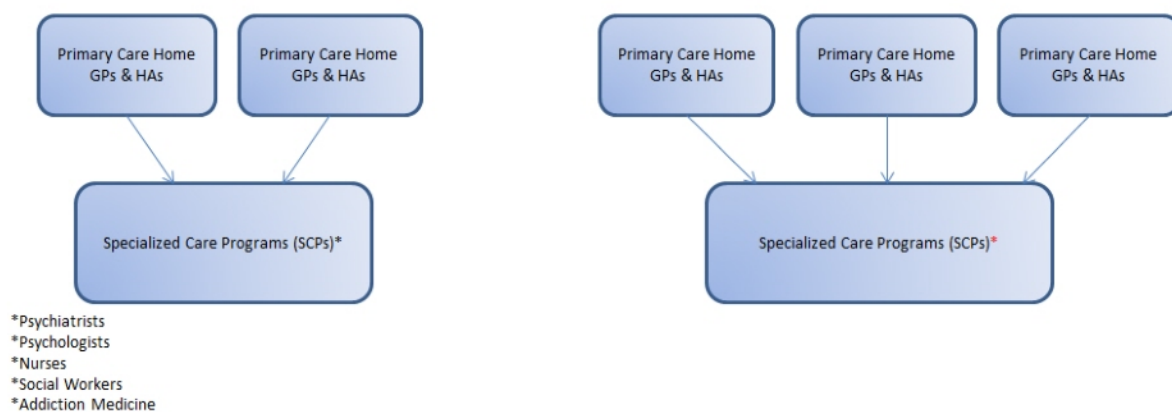 Primary Care Home
GPs & HAs
Primary Care Home
GPs & HAs
Primary Care Home
GPs & HAs
Primary Care Home
GPs & HAs
Primary Care Home
GPs & HAs
Specialized Care Programs (SCPs)*
Specialized Care Programs (SCPs)*
*Psychiatrists
*Psychologists
*Nurses
*Social Workers
*Addiction Medicine